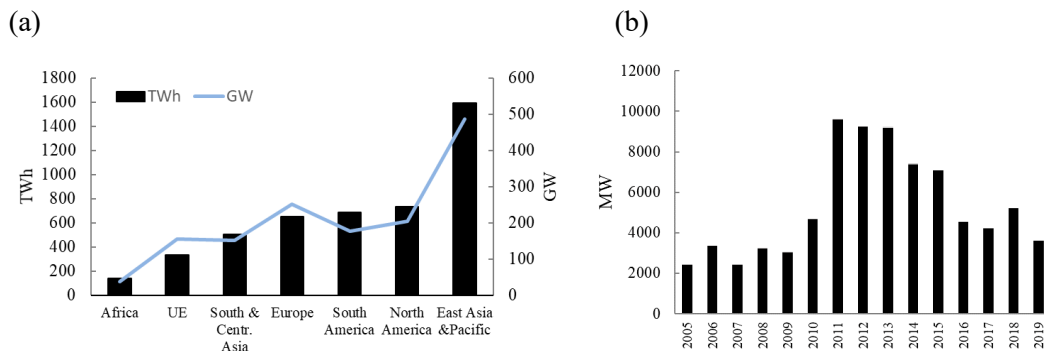 (a)
(b)
1800
1600
1400
1200
1000
800
600
400
200
0
TWh
TWh
GW
600
500
400
300
200
100
0
GW
Africa
UE
South &
Centr.
Asia
Europe
South
America
North
America
East Asia
&Pacific
12000
10000
8000
6000
4000
2000
0
MW
2005
2006
2007
2008
2009
2010
2011
2012
2013
2014
2015
2016
2017
2018
2019